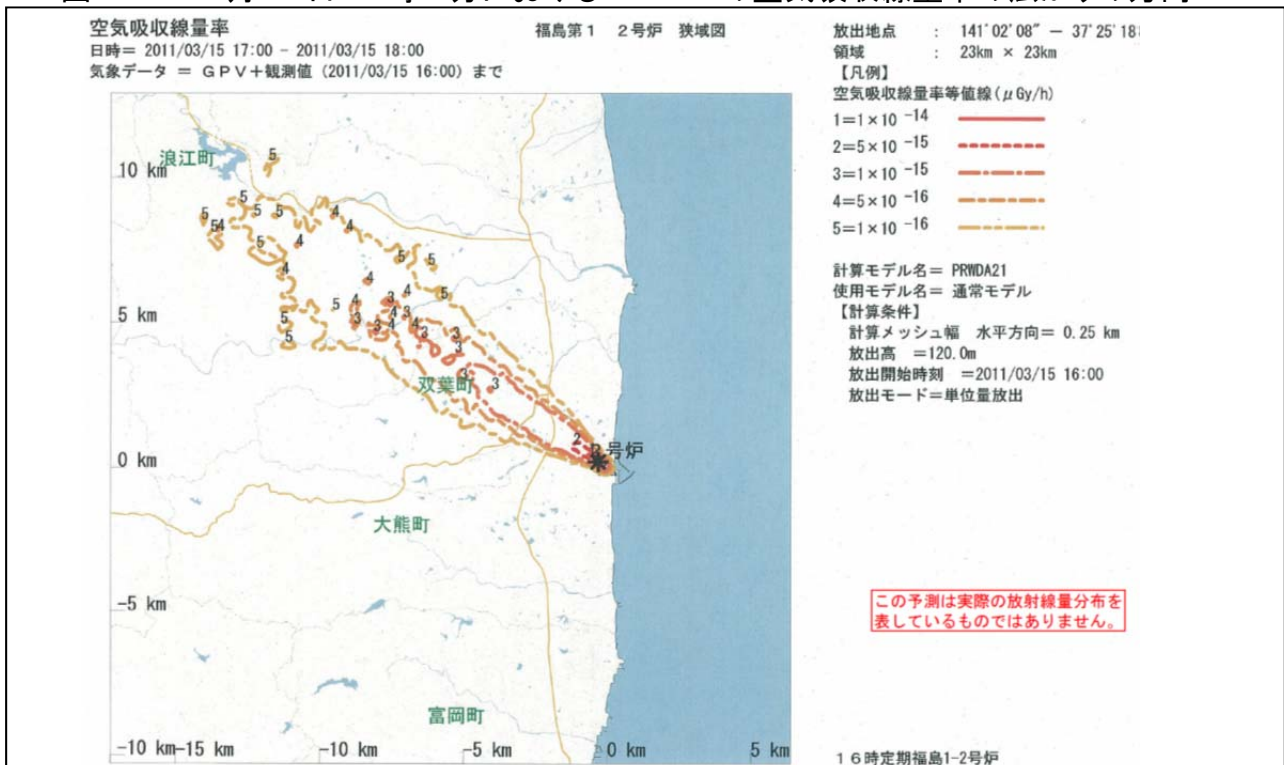 空気吸収線量率
福島第1 2号炉 狭域図
日時= 2011/03/15 17:00 - 2011/03/15 18:00
気象データ = GPV+観測値 (2011/03/15 16:00) まで
放出地点 : 141°02'08" - 37°25'18
領域 : 23km × 23km
【凡例】
空気吸収線量率等値線(μGy/h)
1=1×10 -14
2=5×10 -15
3=1×10 -15
4=5×10 -16
5=1×10 -16
計算モデル名= PRWDA21
使用モデル名= 通常モデル
【計算条件】
計算メッシュ幅 水平方向= 0.25 km
放出高 =120.0m
放出開始時刻 =2011/03/15 16:00
放出モード=単位量放出
この予測は実際の放射線量分布を
表しているものではありません。
16時定期福島1-2号炉
浪江町
10 km
5 km
双葉町
号炉
0 km
大熊町
-5 km
富岡町
-10 km
-15 km
-10 km
-5 km
0 km
5 km